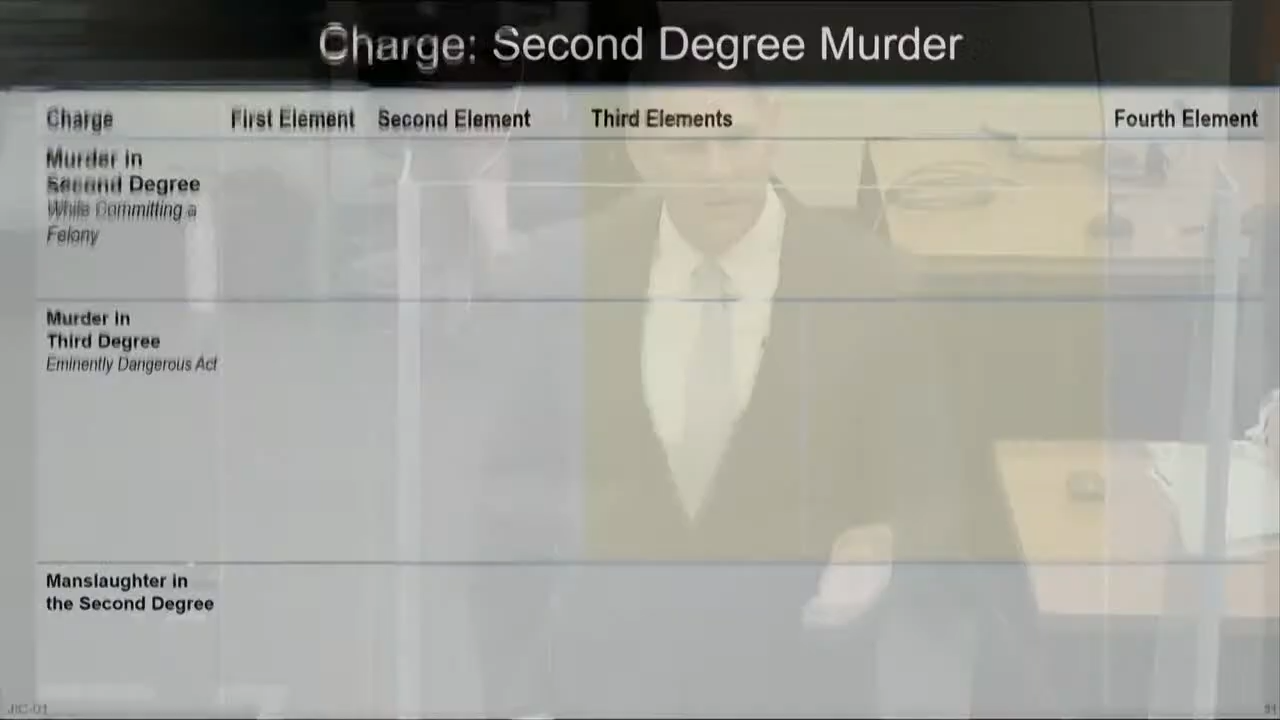 Charge: Second Degree Murder
Charge First Element Second Element Third Elements Fourth Element
Murder in
Second Degree
While Committing a
Felony
Murder in
Third Degree
Eminently Dangerous Act
Manslaughter in
the Second Degree